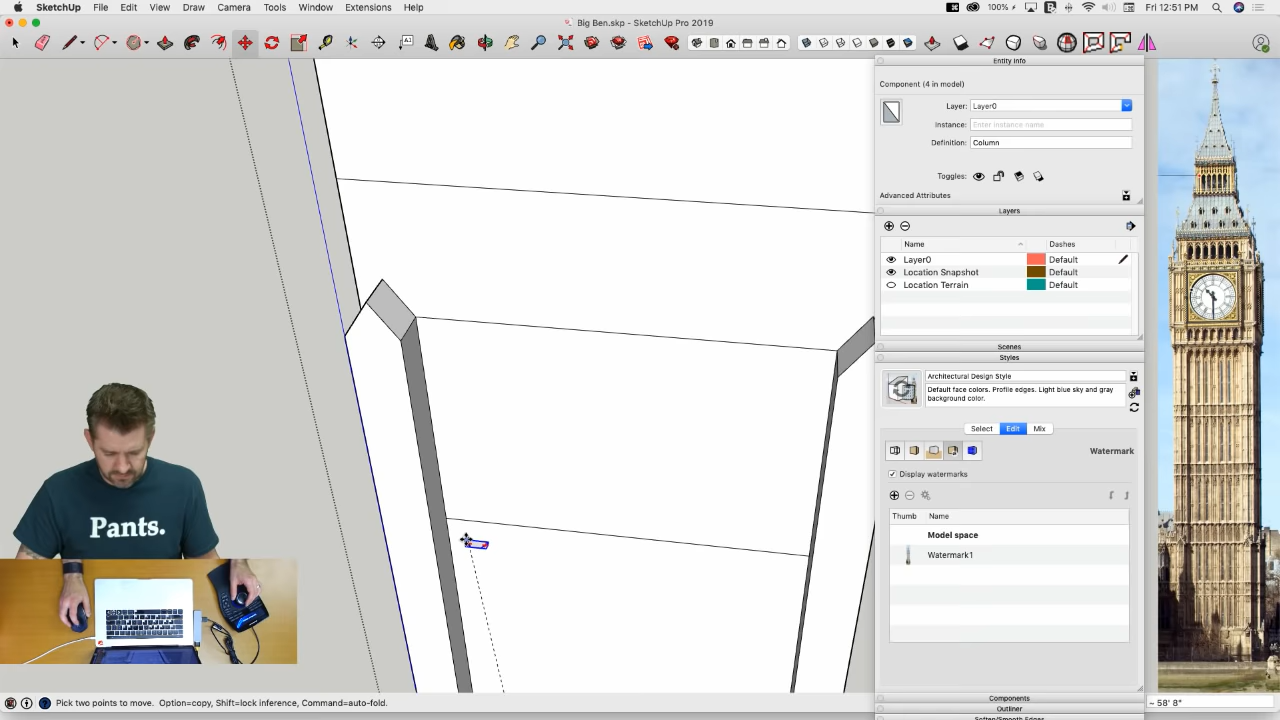 SketchUp File Edit View Draw Camera Tools Window Extensions Help 100% Fri 12:51 PM
Big Ben.skp - SketchUp Pro 2019
Entity Info
Component (4 in model)
Layer: Layer0
Instance: Enter instance name
Definition: Column
Toggles:
Advanced Attributes
Layers
Name Dashes
Layer0 Default
Location Snapshot Default
Location Terrain Default
Scenes
Styles
Architectural Design Style
Default face colors. Profile edges. Light blue sky and gray
background color.
Select Edit Mix
Watermark
Display watermarks
Thumb Name
Model space
Watermark1
Pants.
Components
Outliner
Soften/Smooth Edges
Pick two points to move. Option=copy, Shift=lock inference, Command=auto-fold.
~ 58' 8"